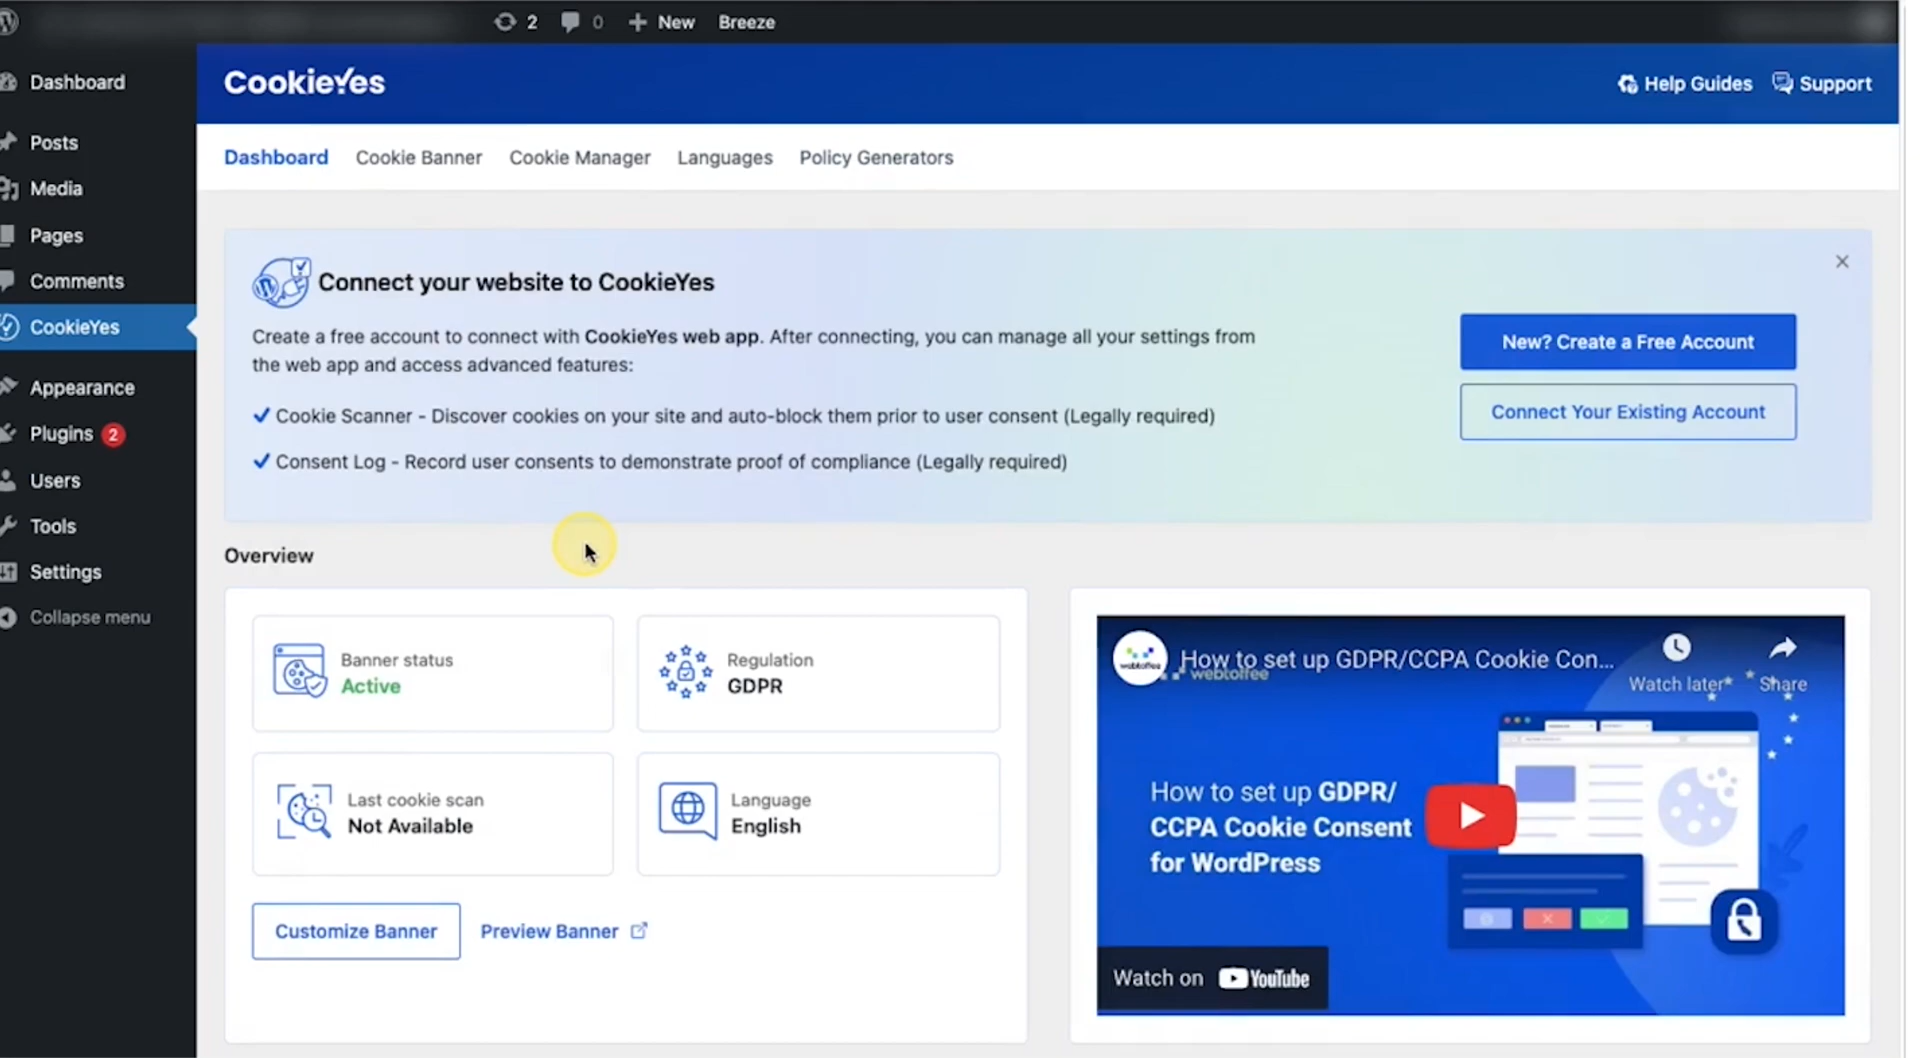 2
0
New
Breeze
Dashboard
Posts
Media
Pages
Comments
CookieYes
Appearance
Plugins 2
Users
Tools
Settings
Collapse menu
CookieYes
Help Guides
Support
Dashboard
Cookie Banner
Cookie Manager
Languages
Policy Generators
Connect your website to CookieYes
Create a free account to connect with CookieYes web app. After connecting, you can manage all your settings from
the web app and access advanced features:
Cookie Scanner - Discover cookies on your site and auto-block them prior to user consent (Legally required)
Consent Log - Record user consents to demonstrate proof of compliance (Legally required)
New? Create a Free Account
Connect Your Existing Account
Overview
Banner status
Active
Regulation
GDPR
Last cookie scan
Not Available
Language
English
Customize Banner
Preview Banner
webtoffee
How to set up GDPR/CCPA Cookie Con...
webtoffee
Watch later
Share
How to set up GDPR/
CCPA Cookie Consent
for WordPress
Watch on YouTube